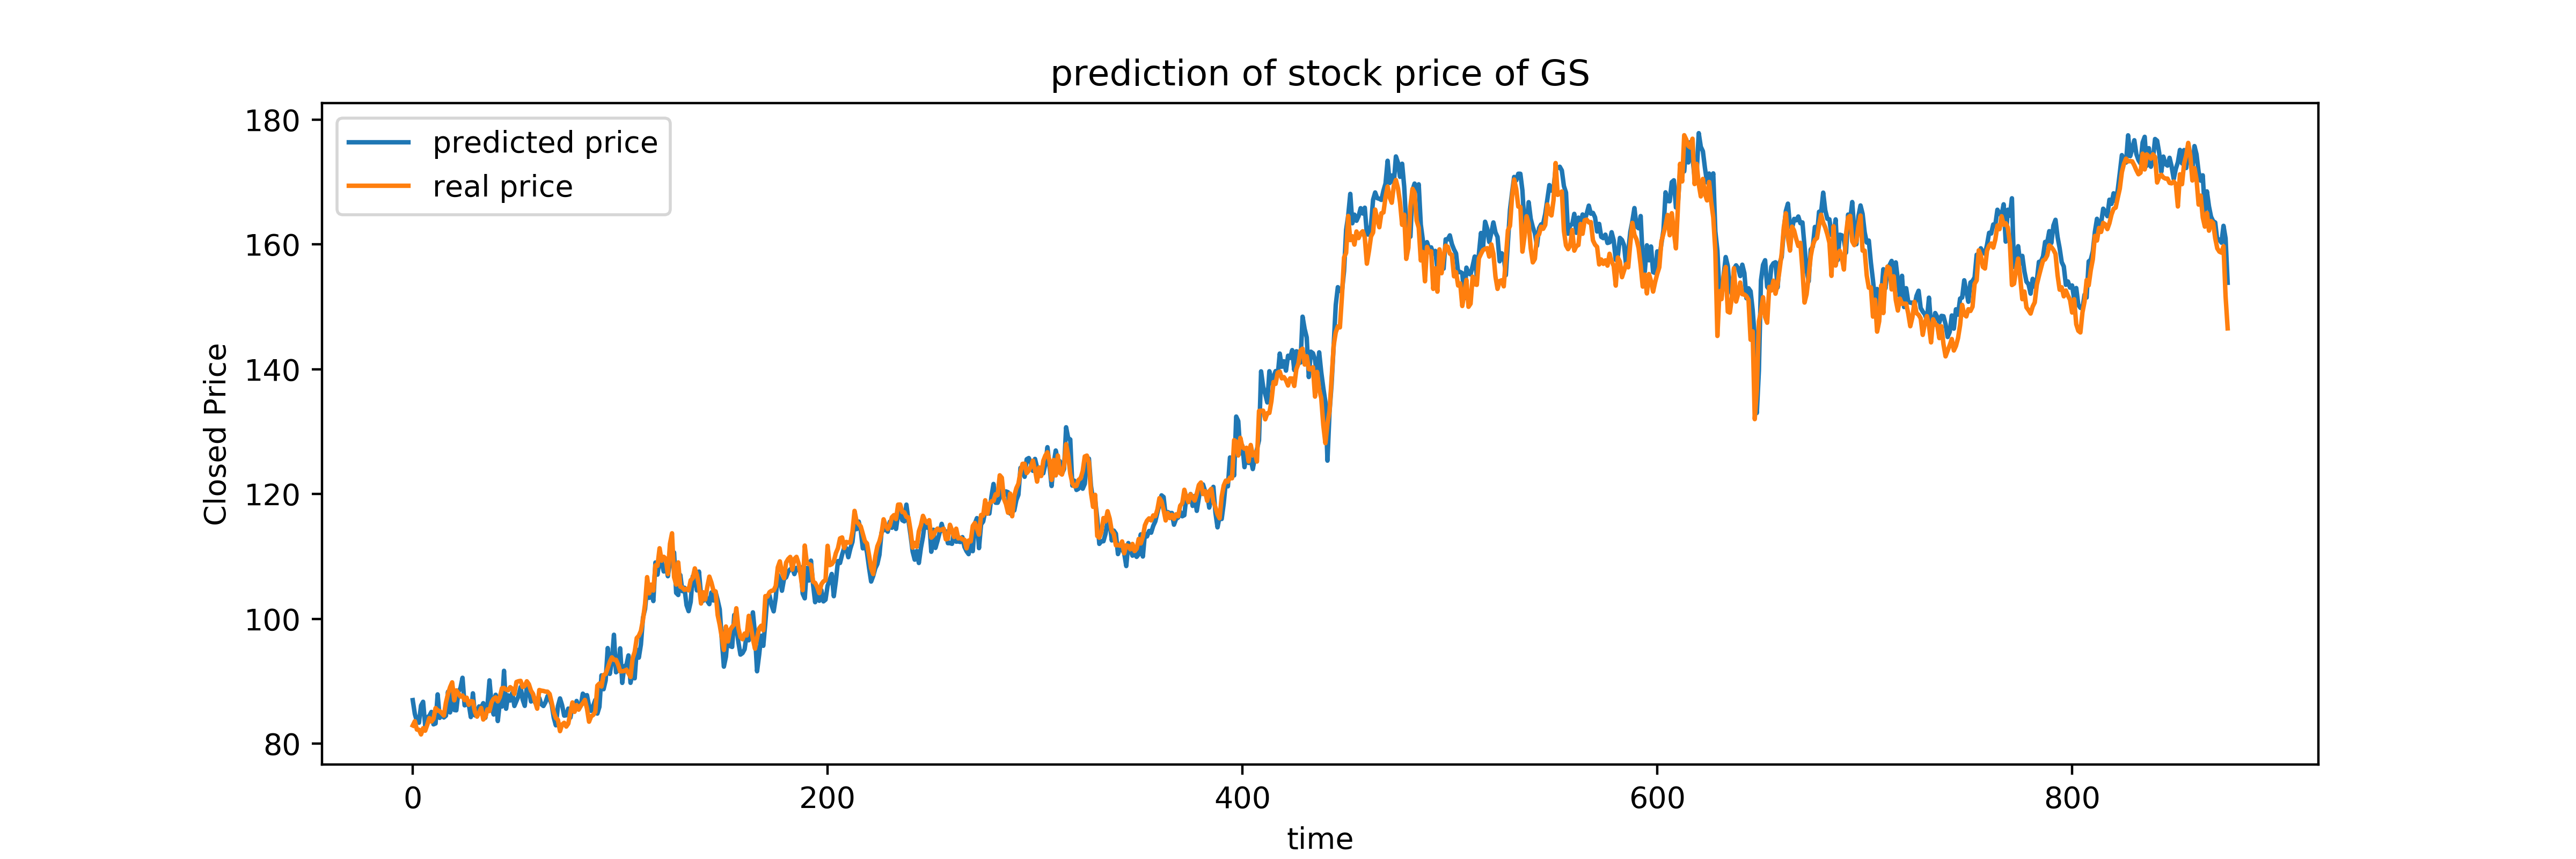 prediction of stock price of GS
predicted price
real price
Closed Price
180
160
140
120
100
80
0 200 400 600 800
time